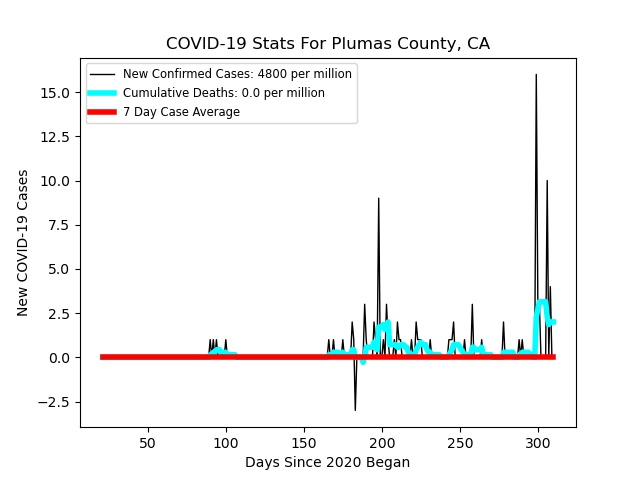 COVID-19 Stats For Plumas County, CA
New Confirmed Cases: 4800 per million
Cumulative Deaths: 0.0 per million
7 Day Case Average
New COVID-19 Cases
15.0
12.5
10.0
7.5
5.0
2.5
0.0
−2.5
50 100 150 200 250 300
Days Since 2020 Began